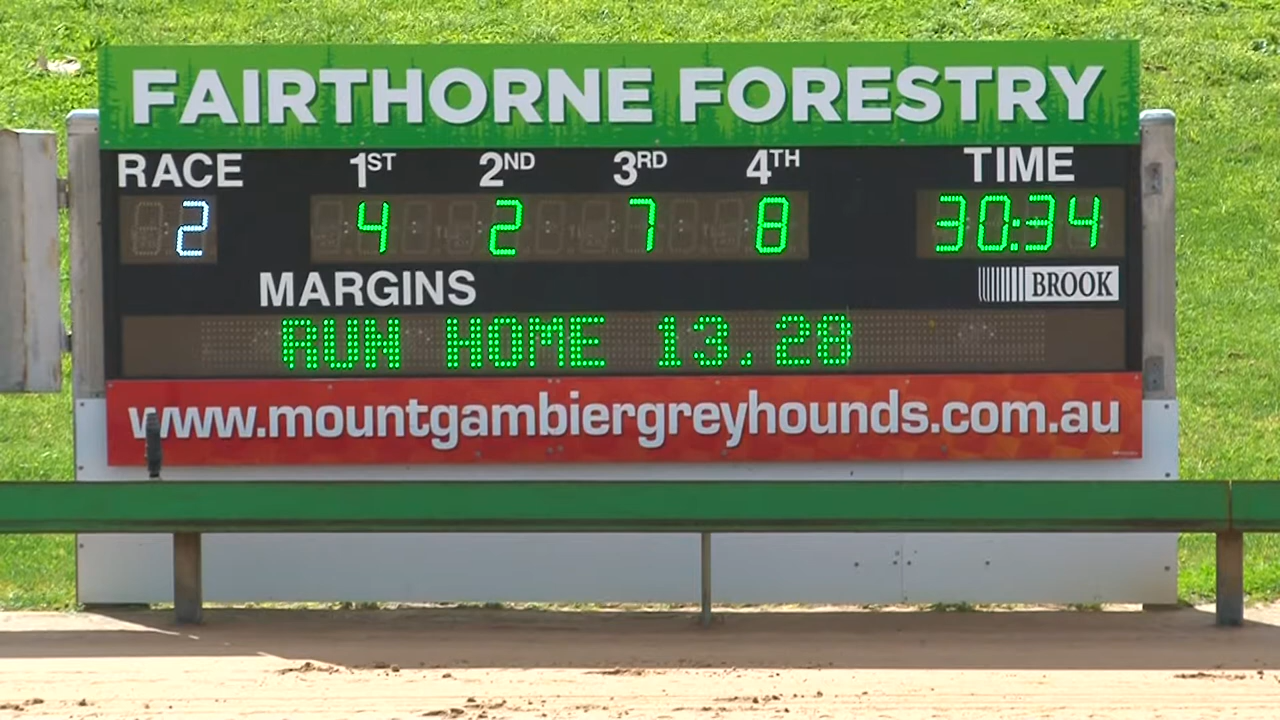 FAIRTHORNE FORESTRY
RACE 1ST 2ND 3RD 4TH TIME
2 4 2 7 8 30:34
MARGINS BROOK
RUN HOME 13.28
www.mountgambiergreyhounds.com.au